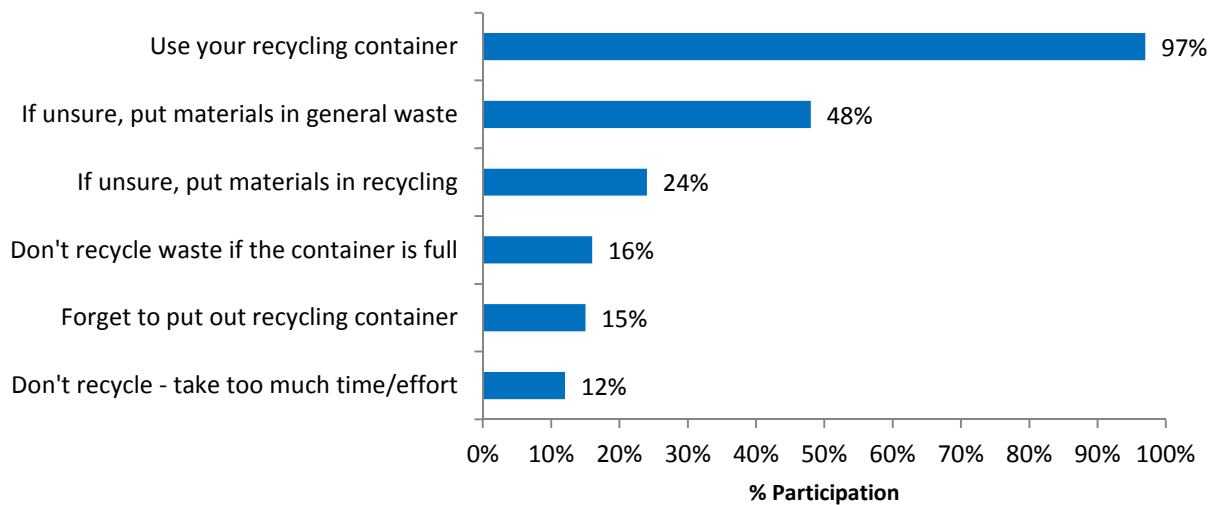 Use your recycling container
97%
If unsure, put materials in general waste
48%
If unsure, put materials in recycling
24%
Don't recycle waste if the container is full
16%
Forget to put out recycling container
15%
Don't recycle - take too much time/effort
12%
0% 10% 20% 30% 40% 50% 60% 70% 80% 90% 100%
% Participation